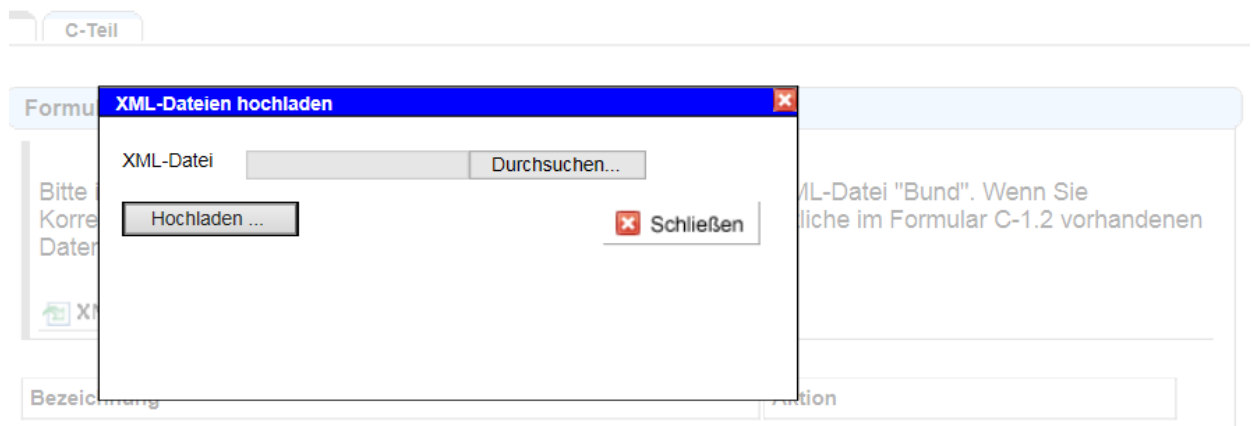 C-Teil
XML-Dateien hochladen
XML-Datei
Durchsuchen...
Hochladen ...
Schließen
Formu
Bitte
ML-Datei "Bund". Wenn Sie
Korre
liche im Formular C-1.2 vorhandenen
Daten
Bezeichnung
Aktion